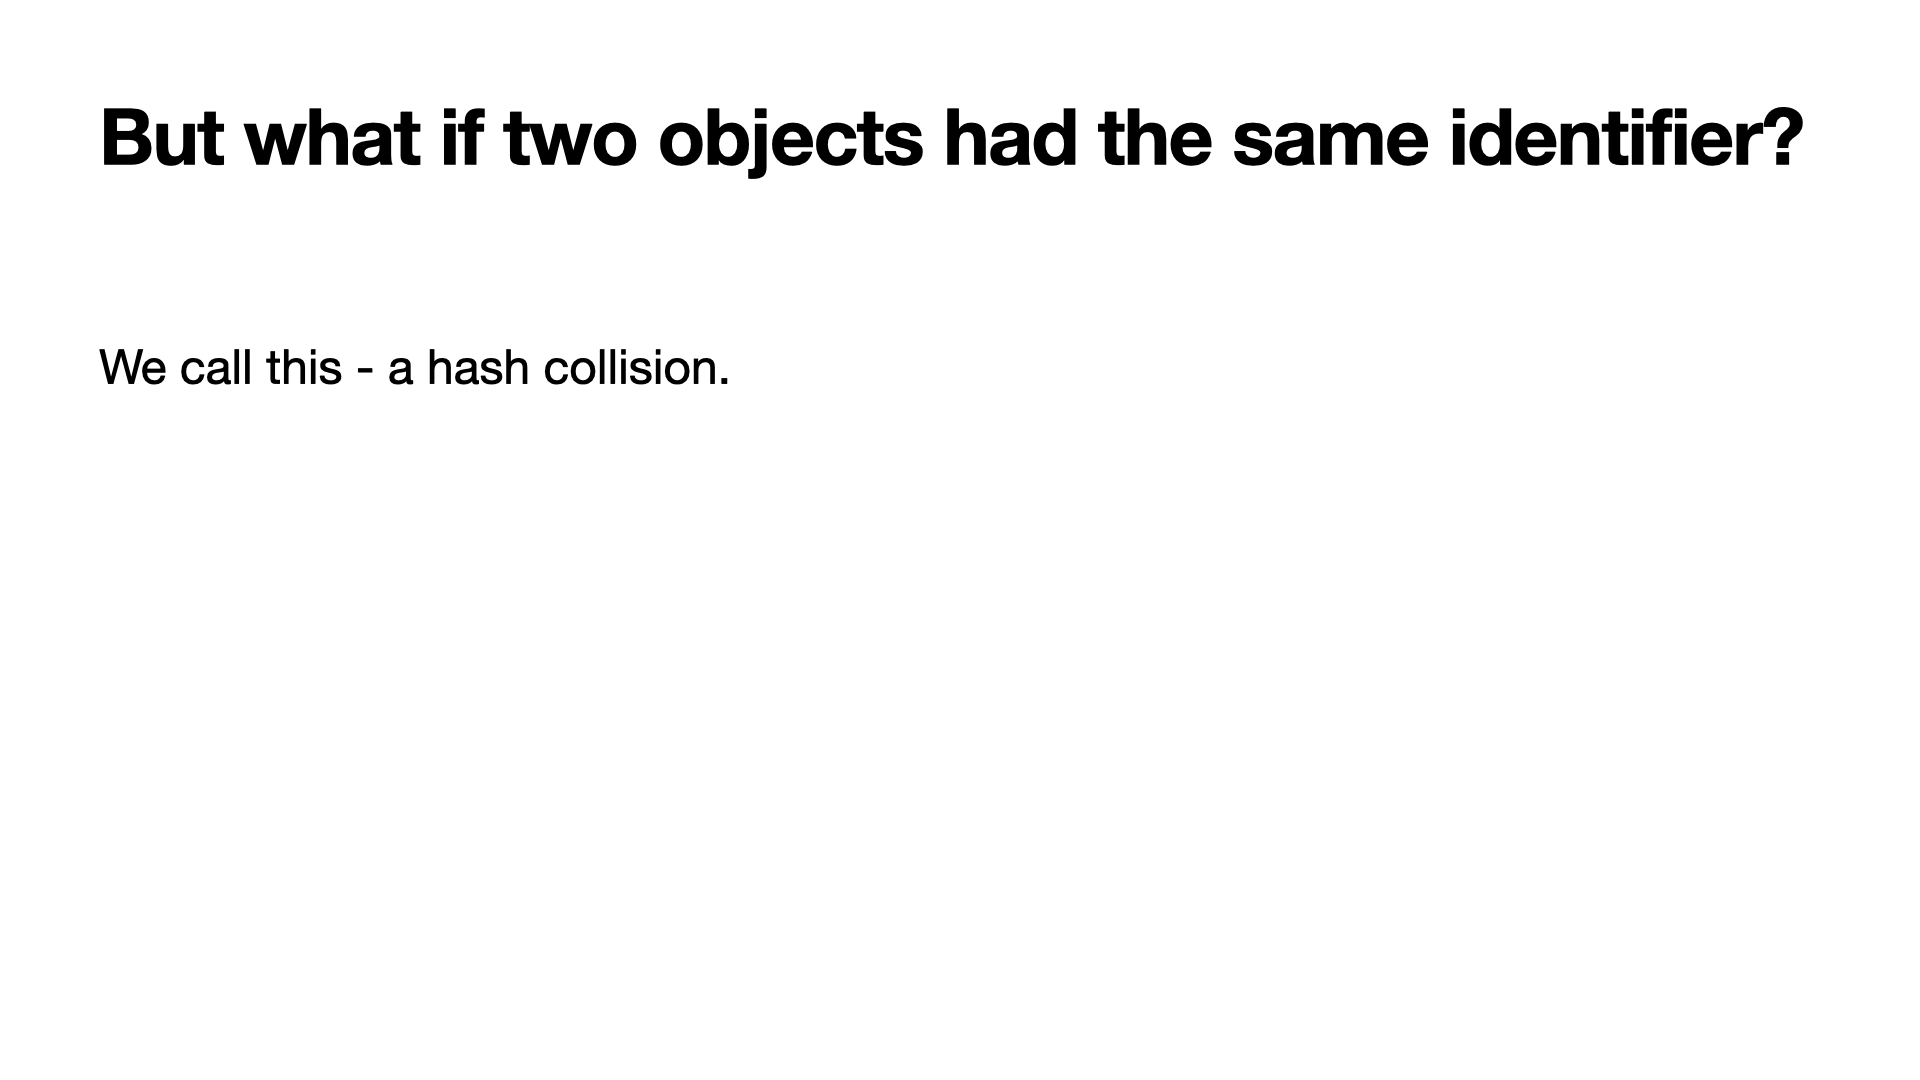 But what if two objects had the same identifier?
We call this - a hash collision.